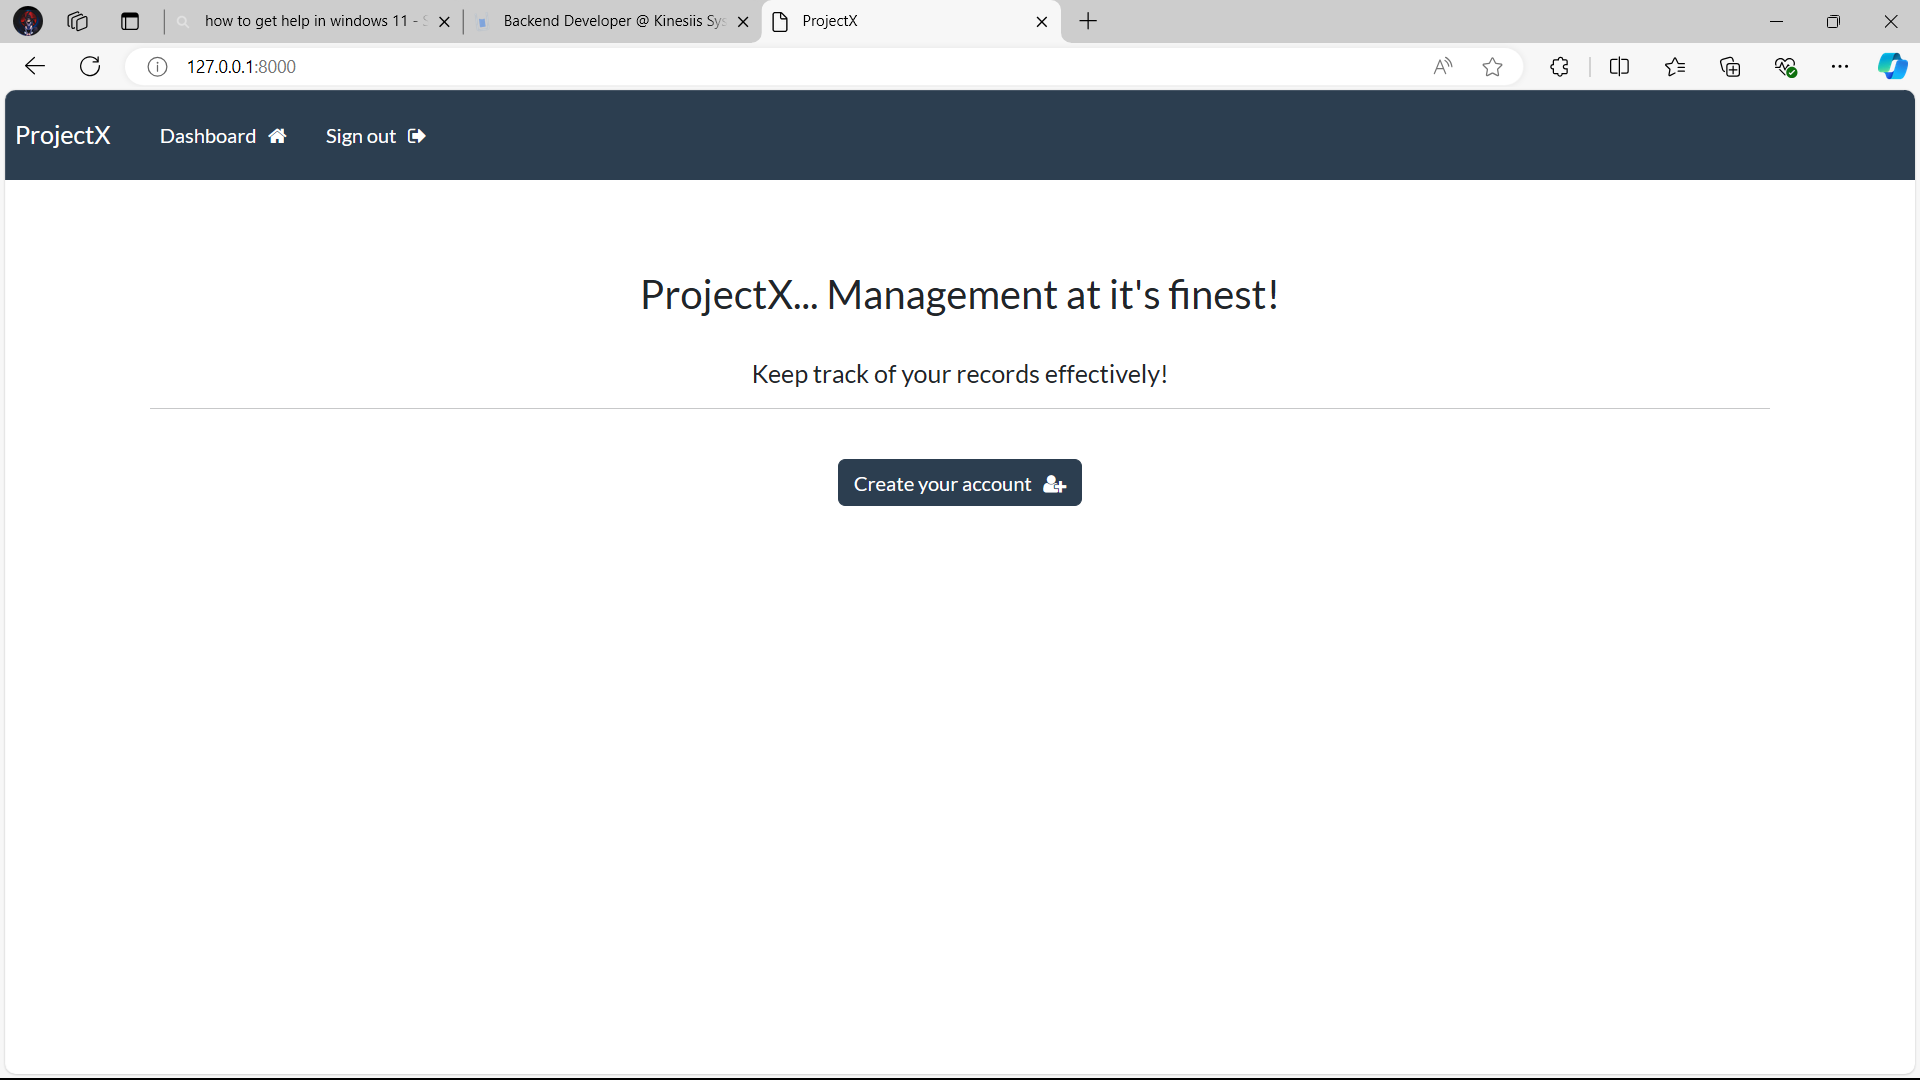 how to get help in windows 11 -
Backend Developer @ Kinesiis Sys
ProjectX
127.0.0.1:8000
ProjectX
Dashboard
Sign out
ProjectX... Management at it's finest!
Keep track of your records effectively!
Create your account